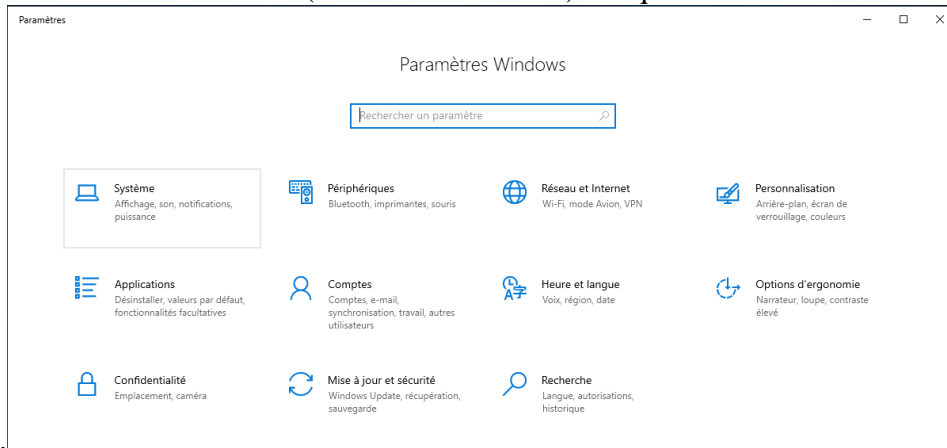 Paramètres
Paramètres Windows
Rechercher un paramètre
Système
Affichage, son, notifications,
puissance
Périphériques
Bluetooth, imprimantes, souris
Réseau et Internet
Wi-Fi, mode Avion, VPN
Personnalisation
Arrière-plan, écran de
verrouillage, couleurs
Applications
Désinstaller, valeurs par défaut,
fonctionnalités facultatives
Comptes
Comptes, e-mail,
synchronisation, travail, autres
utilisateurs
Heure et langue
Voix, région, date
Options d'ergonomie
Narrateur, loupe, contraste
élevé
Confidentialité
Emplacement, caméra
Mise à jour et sécurité
Windows Update, récupération,
sauvegarde
Recherche
Langue, autorisations,
historique